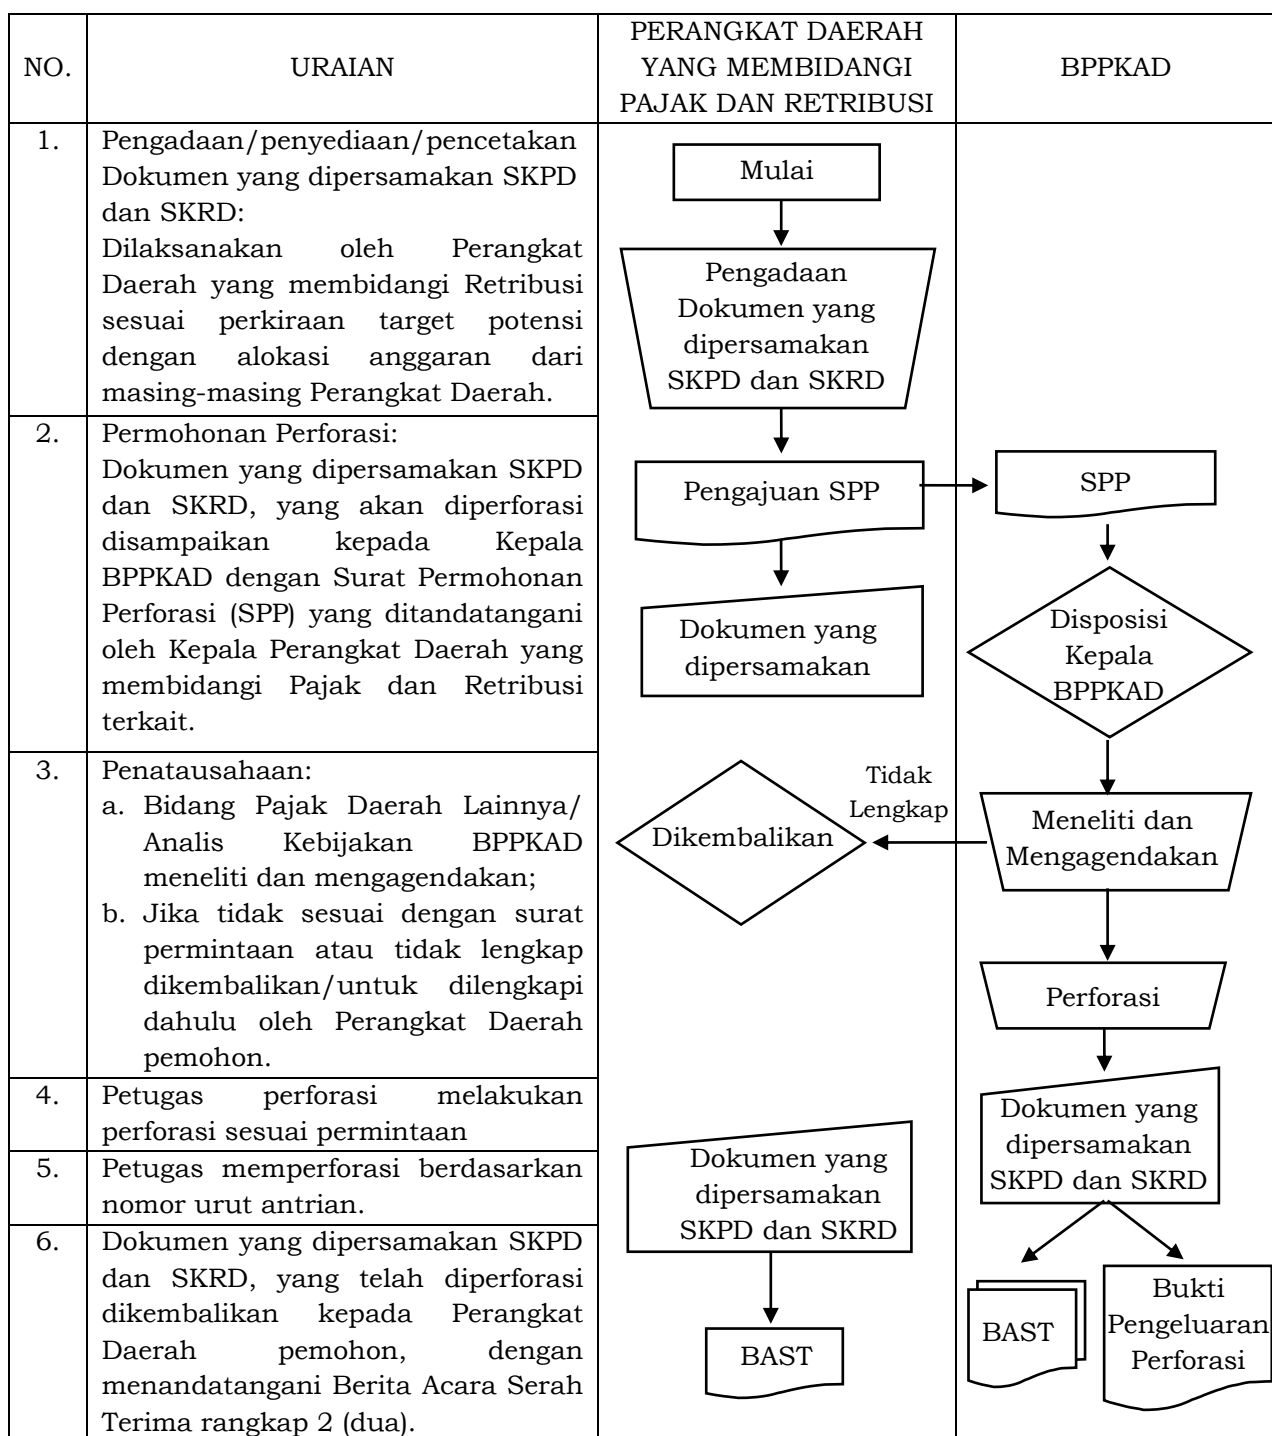 NO.
URAIAN
PERANGKAT DAERAH
YANG MEMBIDANGI
PAJAK DAN RETRIBUSI
BPPKAD
1.
Pengadaan/penyediaan/pencetakan
Dokumen yang dipersamakan SKPD
dan SKRD:
Dilaksanakan oleh Perangkat
Daerah yang membidangi Retribusi
sesuai perkiraan target potensi
dengan alokasi anggaran dari
masing-masing Perangkat Daerah.
Mulai
Pengadaan
Dokumen yang
dipersamakan
SKPD dan SKRD
2.
Permohonan Perforasi:
Dokumen yang dipersamakan SKPD
dan SKRD, yang akan diperforasi
disampaikan kepada Kepala
BPPKAD dengan Surat Permohonan
Perforasi (SPP) yang ditandatangani
oleh Kepala Perangkat Daerah yang
membidangi Pajak dan Retribusi
terkait.
Pengajuan SPP
SPP
Dokumen yang
dipersamakan
Disposisi
Kepala
BPPKAD
3.
Penatausahaan:
a. Bidang Pajak Daerah Lainnya/
Analis Kebijakan BPPKAD
meneliti dan mengagendakan;
b. Jika tidak sesuai dengan surat
permintaan atau tidak lengkap
dikembalikan/untuk dilengkapi
dahulu oleh Perangkat Daerah
pemohon.
Dikembalikan
Tidak
Lengkap
Meneliti dan
Mengagendakan
Perforasi
4.
Petugas perforasi melakukan
perforasi sesuai permintaan
5.
Petugas memperforasi berdasarkan
nomor urut antrian.
Dokumen yang
dipersamakan
SKPD dan SKRD
Dokumen yang
dipersamakan
SKPD dan SKRD
6.
Dokumen yang dipersamakan SKPD
dan SKRD, yang telah diperforasi
dikembalikan kepada Perangkat
Daerah pemohon, dengan
menandatangani Berita Acara Serah
Terima rangkap 2 (dua).
BAST
BAST
Bukti
Pengeluaran
Perforasi